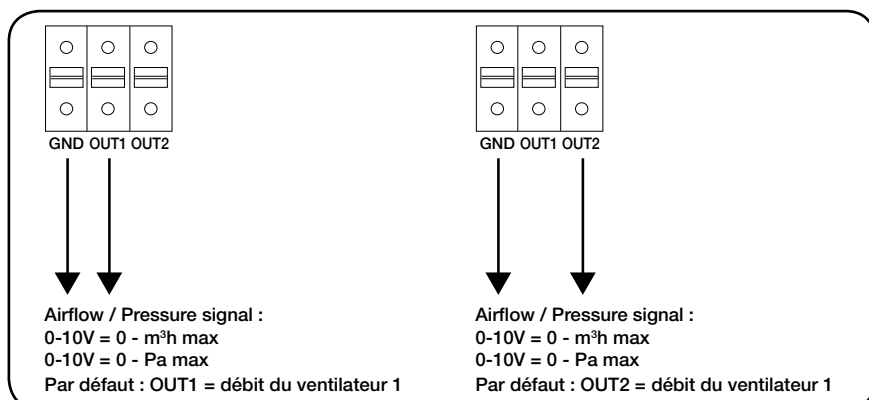 GND OUT1 OUT2
Airflow / Pressure signal :
0-10V = 0 - m³h max
0-10V = 0 - Pa max
Par défaut : OUT1 = débit du ventilateur 1
GND OUT1 OUT2
Airflow / Pressure signal :
0-10V = 0 - m³h max
0-10V = 0 - Pa max
Par défaut : OUT2 = débit du ventilateur 1